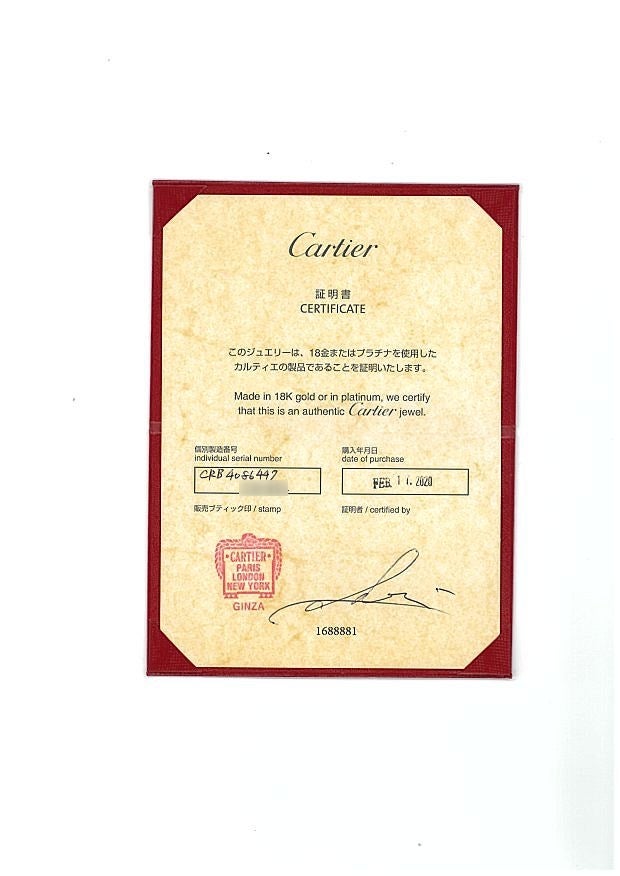 Cartier
証明書
CERTIFICATE
このジュエリーは、18金またはプラチナを使用した
カルティエの製品であることを証明いたします。
Made in 18K gold or in platinum, we certify
that this is an authentic Cartier jewel.
個別製造番号
individual serial number
CRB4086447
購入年月日
date of purchase
FEB. 11. 2020
販売ブティック印 / stamp
証明者 / certified by
•CARTIER•
PARIS
LONDON
NEW YORK
GINZA
1688881